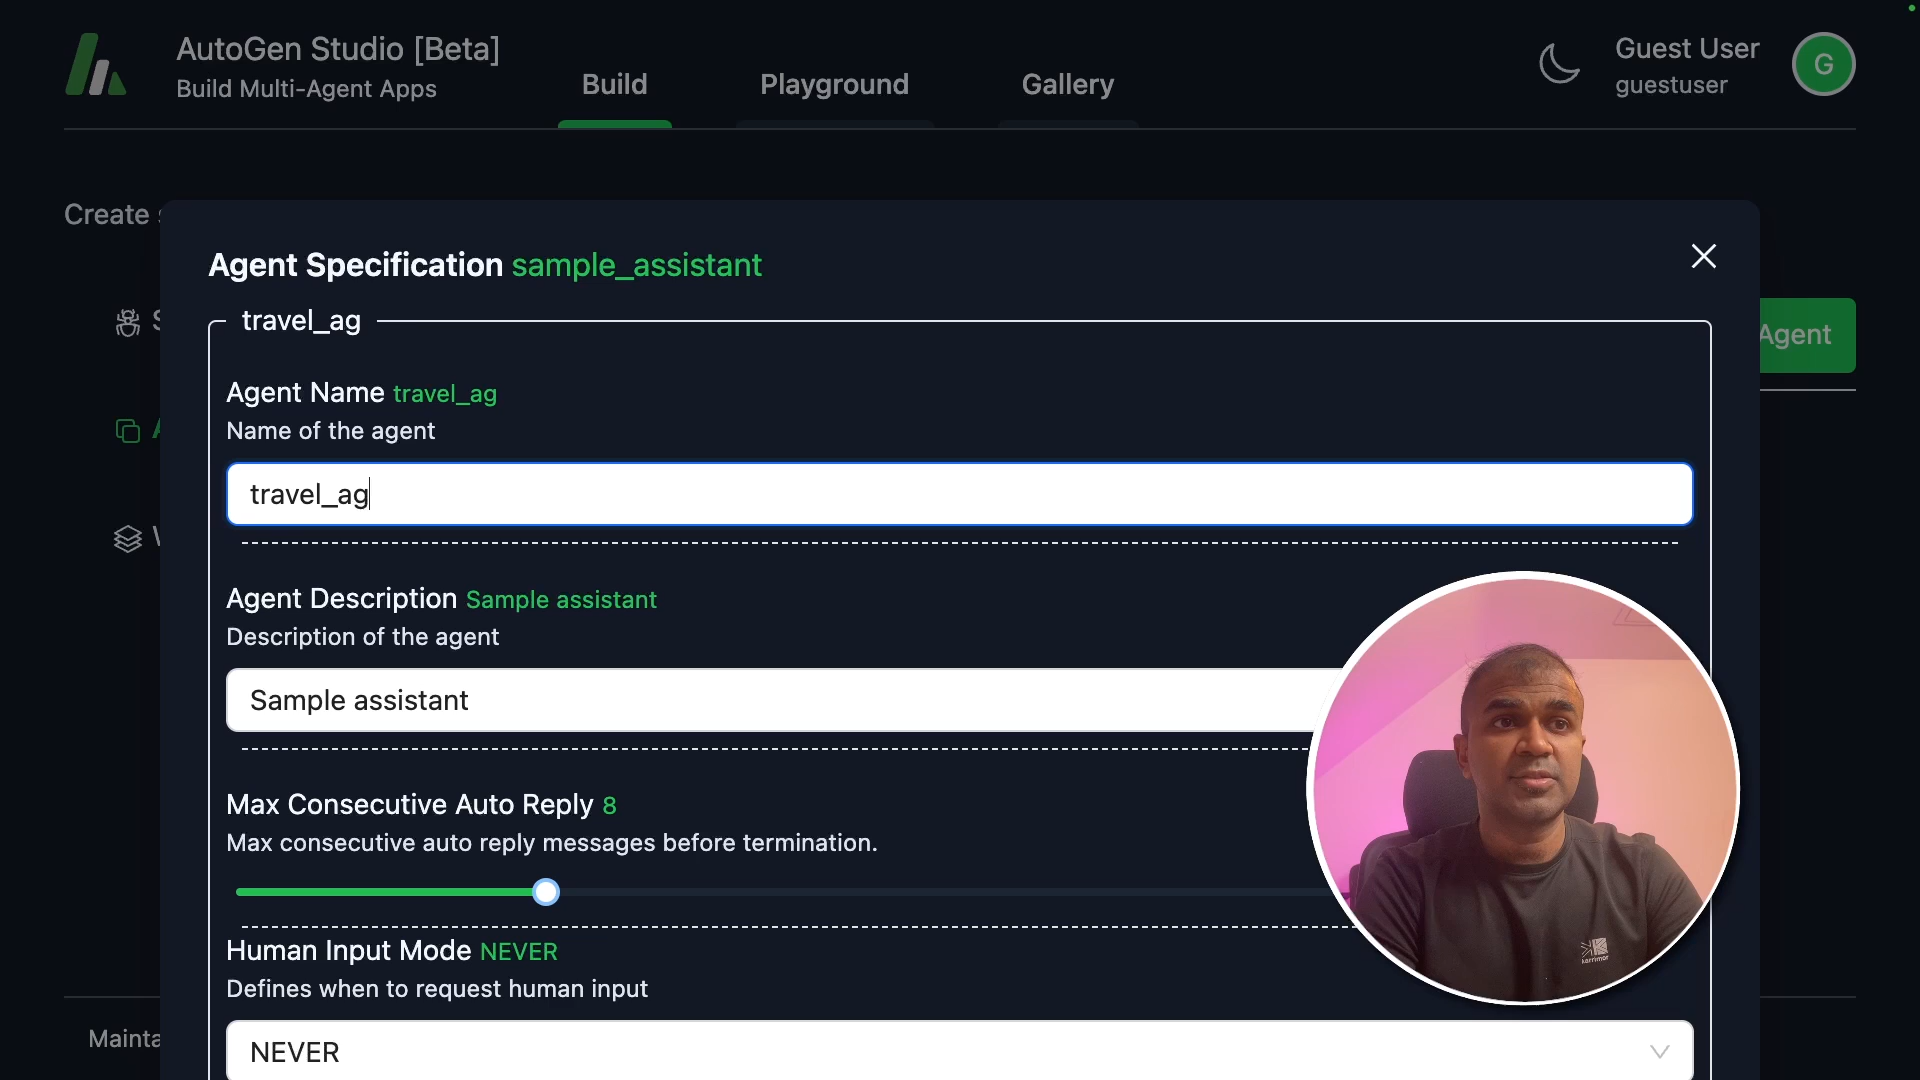 AutoGen Studio [Beta]
Build Multi-Agent Apps
Build
Playground
Gallery
Guest User
guestuser
G
Create
Agent Specification sample_assistant
travel_ag
Agent
Agent Name travel_ag
Name of the agent
travel_ag
Agent Description Sample assistant
Description of the agent
Sample assistant
Max Consecutive Auto Reply 8
Max consecutive auto reply messages before termination.
Human Input Mode NEVER
Defines when to request human input
NEVER
Mainta
karrimor